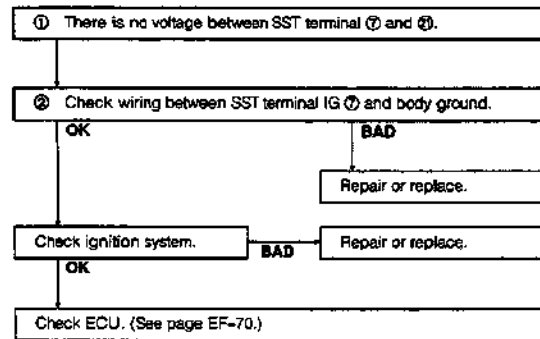 ① There is no voltage between SST terminal ⑦ and ㉑.
② Check wiring between SST terminal IG ⑦ and body ground.
OK
BAD
Repair or replace.
Check ignition system.
BAD
Repair or replace.
OK
Check ECU. (See page EF-70.)